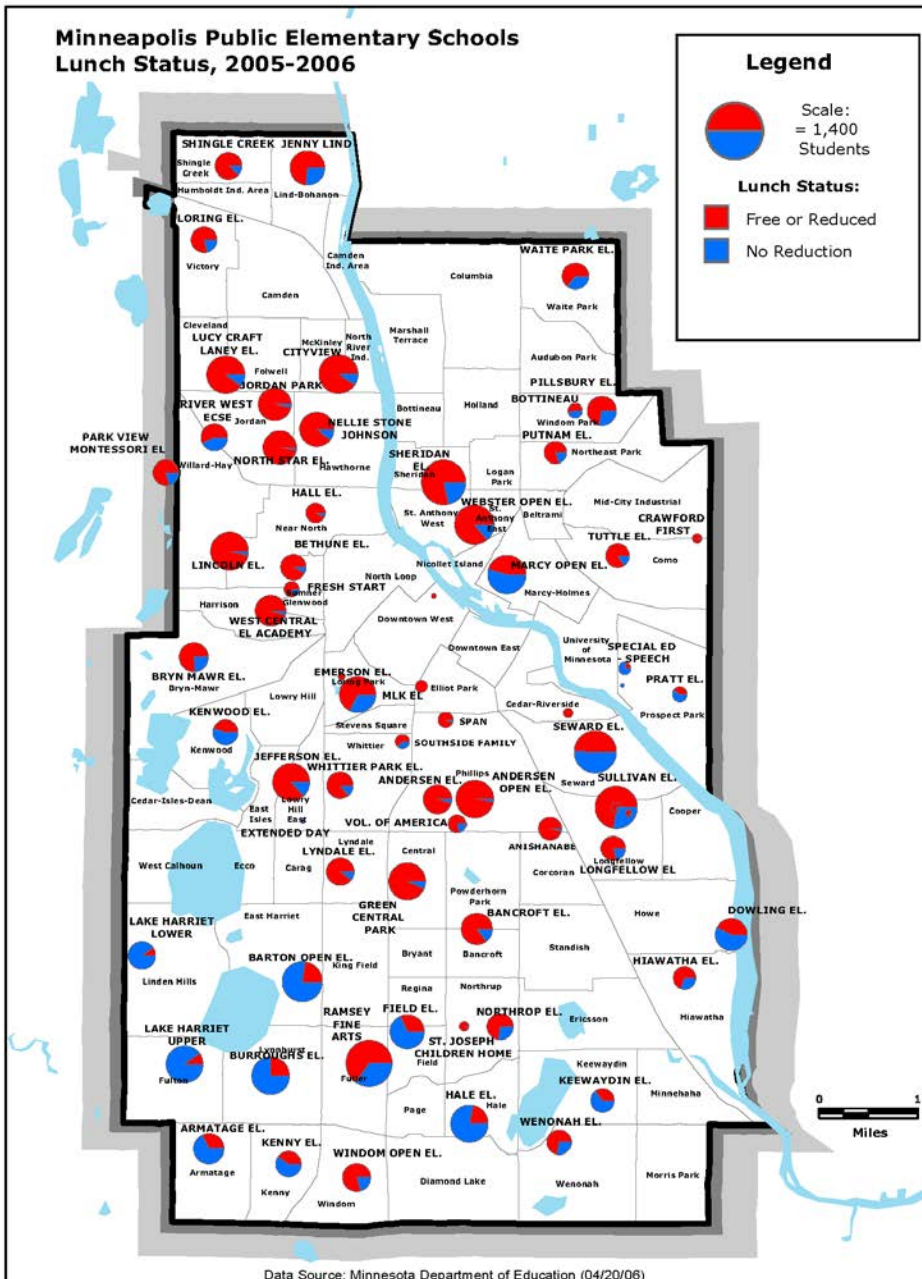 Minneapolis Public Elementary Schools
Lunch Status, 2005-2006
Legend
Scale:
= 1,400
Students
Lunch Status:
Free or Reduced
No Reduction
SHINGLE CREEK
JENNY LIND
Shingle
Creek
Humboldt Ind. Area
Lind-Bohanon
LORING EL.
Victory
Camden
Ind. Area
Camden
Columbia
WAITE PARK EL.
Waite Park
Cleveland
LUCY CRAFT
LANEY EL.
Folwell
McKinley
CITYVIEW
North
River
Ind.
Marshall
Terrace
Audubon Park
JORDAN PARK
RIVER WEST
ECSE
Jordan
NELLIE STONE
JOHNSON
Bottineau
Holland
PILLSBURY EL.
BOTTINEAU
Windom Park
PUTNAM EL.
Northeast Park
PARK VIEW
MONTESSORI EL
Willard-Hay
NORTH STAR EL.
Hawthorne
SHERIDAN
EL.
Sheridan
Logan
Park
HALL EL.
Near North
WEBSTER OPEN EL.
St. Anthony
West
St.
Anthony
East
Beltrami
Mid-City Industrial
CRAWFORD
FIRST
TUTTLE EL.
Como
BETHUNE EL.
LINCOLN EL.
Nicollet Island
MARCY OPEN EL.
Marcy-Holmes
FRESH START
Sumner
Glenwood
North Loop
Harrison
WEST CENTRAL
EL ACADEMY
Downtown West
Downtown East
University
of
Minnesota
SPECIAL ED
- SPEECH
PRATT EL.
Prospect Park
BRYN MAWR EL.
Bryn-Mawr
Lowry Hill
EMERSON EL.
Loring Park
MLK EL
Elliot Park
Cedar-Riverside
KENWOOD EL.
Kenwood
Stevens Square
SPAN
SEWARD EL.
Whittier
SOUTHSIDE FAMILY
JEFFERSON EL.
WHITTIER PARK EL.
Phillips
ANDERSEN EL.
ANDERSEN
OPEN EL.
Seward
SULLIVAN EL.
Cedar-Isles-Dean
East
Isles
Lowry
Hill
East
Cooper
EXTENDED DAY
VOL. OF AMERICA
ANISHANABE
Longfellow
LONGFELLOW EL
Lyndale
LYNDALE EL.
Central
West Calhoun
Ecco
Carag
Corcoran
Powderhorn
Park
GREEN
CENTRAL
PARK
East Harriet
BANCROFT EL.
Bancroft
Howe
DOWLING EL.
LAKE HARRIET
LOWER
Linden Hills
BARTON OPEN EL.
King Field
Bryant
Standish
HIAWATHA EL.
Hiawatha
Regina
Northrup
RAMSEY
FINE
ARTS
FIELD EL.
NORTHROP EL.
Ericsson
LAKE HARRIET
UPPER
Fulton
Lynnhurst
BURROUGHS EL.
Fuller
Field
ST. JOSEPH
CHILDREN HOME
Keewaydin
KEEWAYDIN EL.
Minnehaha
Page
HALE EL.
Hale
WENONAH EL.
Wenonah
0 1
Miles
ARMATAGE EL.
Armatage
KENNY EL.
Kenny
WINDOM OPEN EL.
Windom
Diamond Lake
Morris Park
Data Source: Minnesota Department of Education (04/20/06)